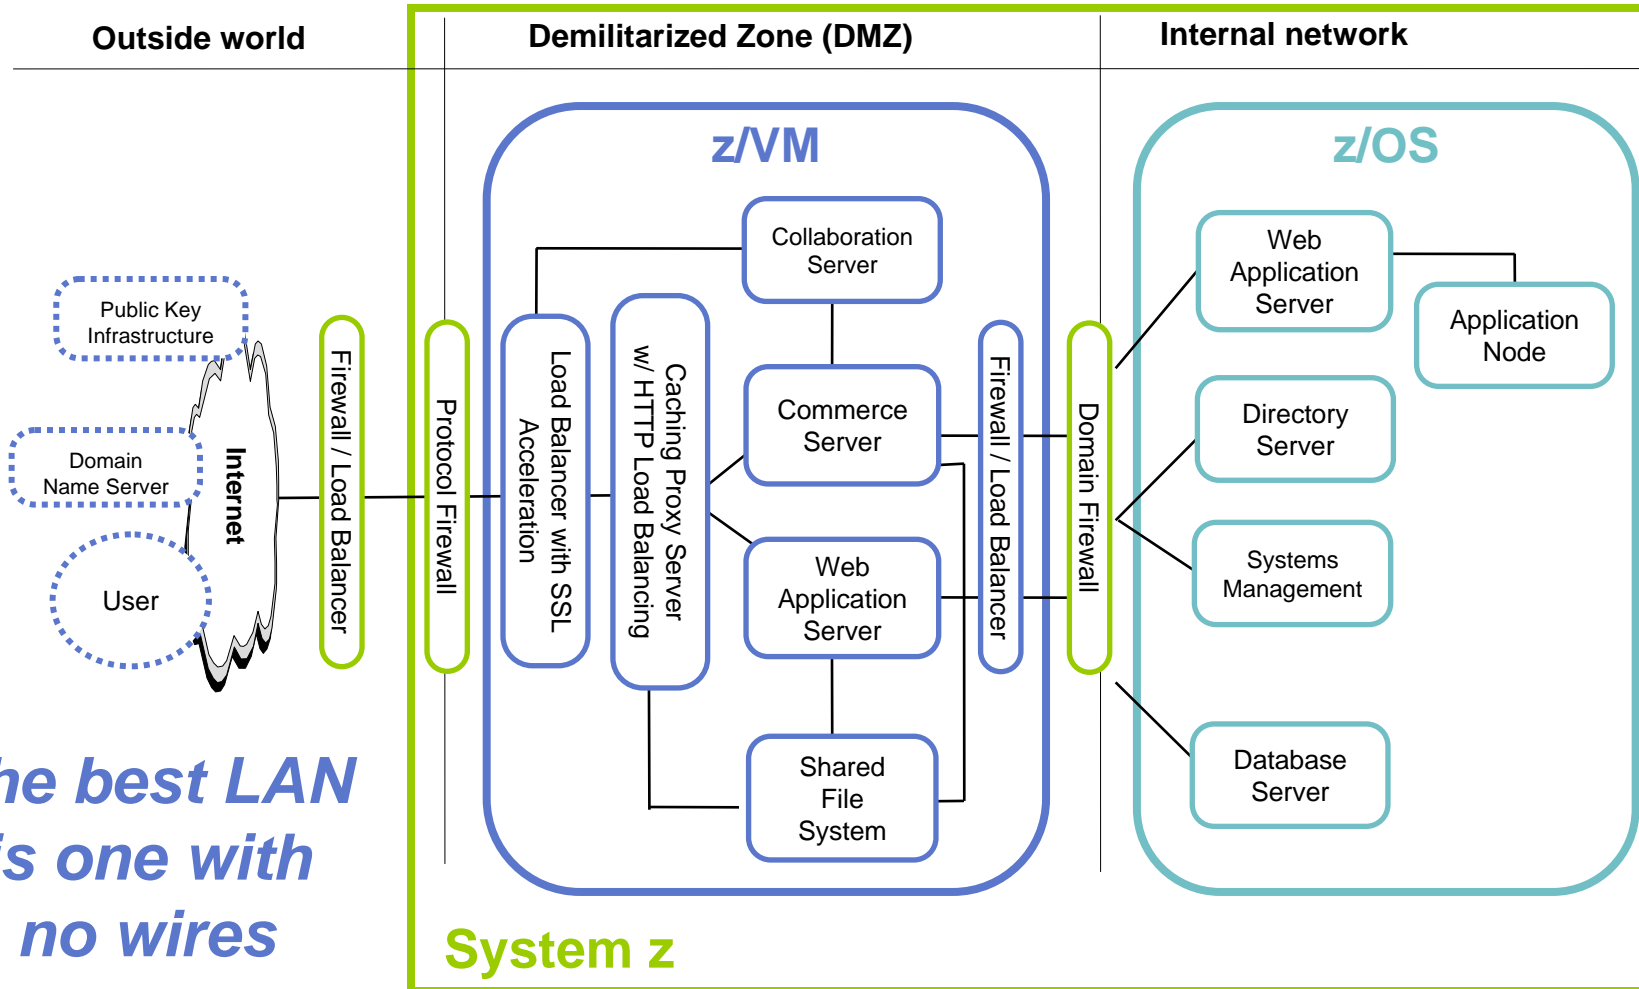 Outside world
Demilitarized Zone (DMZ)
Internal network
z/VM
z/OS
Public Key
Infrastructure
Domain
Name Server
User
Internet
Firewall / Load Balancer
Protocol Firewall
Load Balancer with SSL
Acceleration
Caching Proxy Server
w/ HTTP Load Balancing
Collaboration
Server
Commerce
Server
Web
Application
Server
Shared
File
System
Firewall / Load Balancer
Domain Firewall
Web
Application
Server
Application
Node
Directory
Server
Systems
Management
Database
Server
he best LAN
is one with
no wires
System z